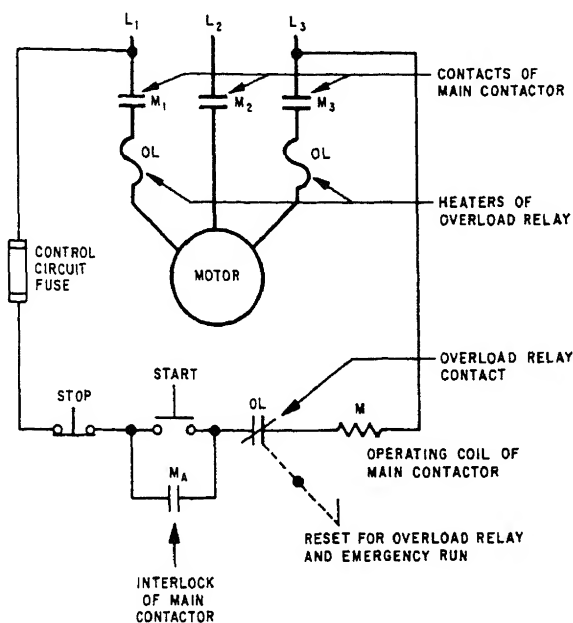 L1 L2 L3
CONTACTS OF
MAIN CONTACTOR
M1 M2 M3
OL OL
HEATERS OF
OVERLOAD RELAY
CONTROL
CIRCUIT
FUSE
MOTOR
OVERLOAD RELAY
CONTACT
START
STOP
OL
M
OPERATING COIL OF
MAIN CONTACTOR
MA
RESET FOR OVERLOAD RELAY
AND EMERGENCY RUN
INTERLOCK
OF MAIN
CONTACTOR